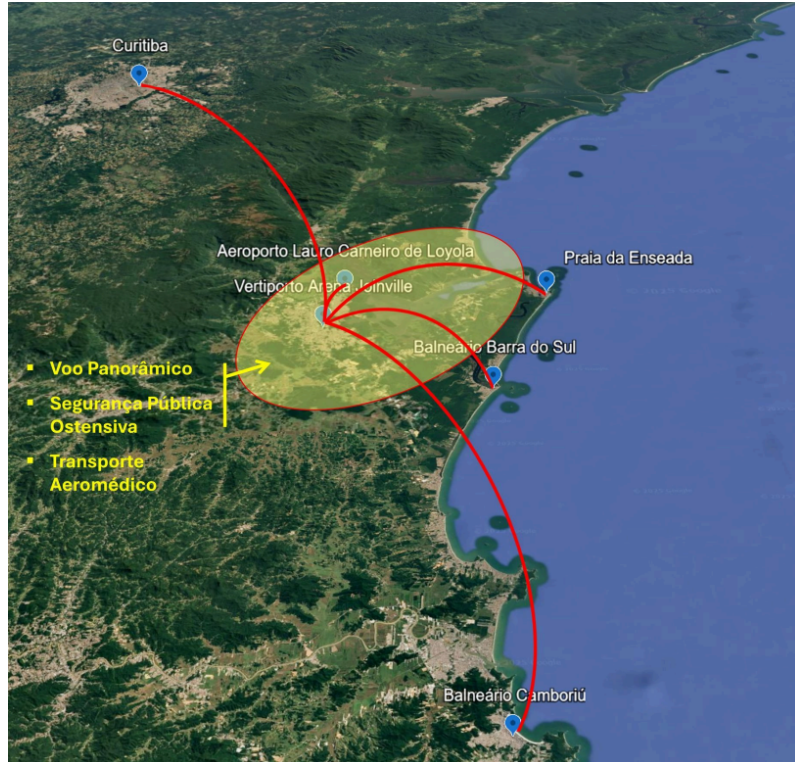 Curitiba
Aeroporto Lauro Carneiro de Loyola
Praia da Enseada
Vertiporto Arena Joinville
Balneário Barra do Sul
▪ Voo Panorâmico
▪ Segurança Pública
Ostensiva
▪ Transporte
Aeromédico
Balneário Camboriú